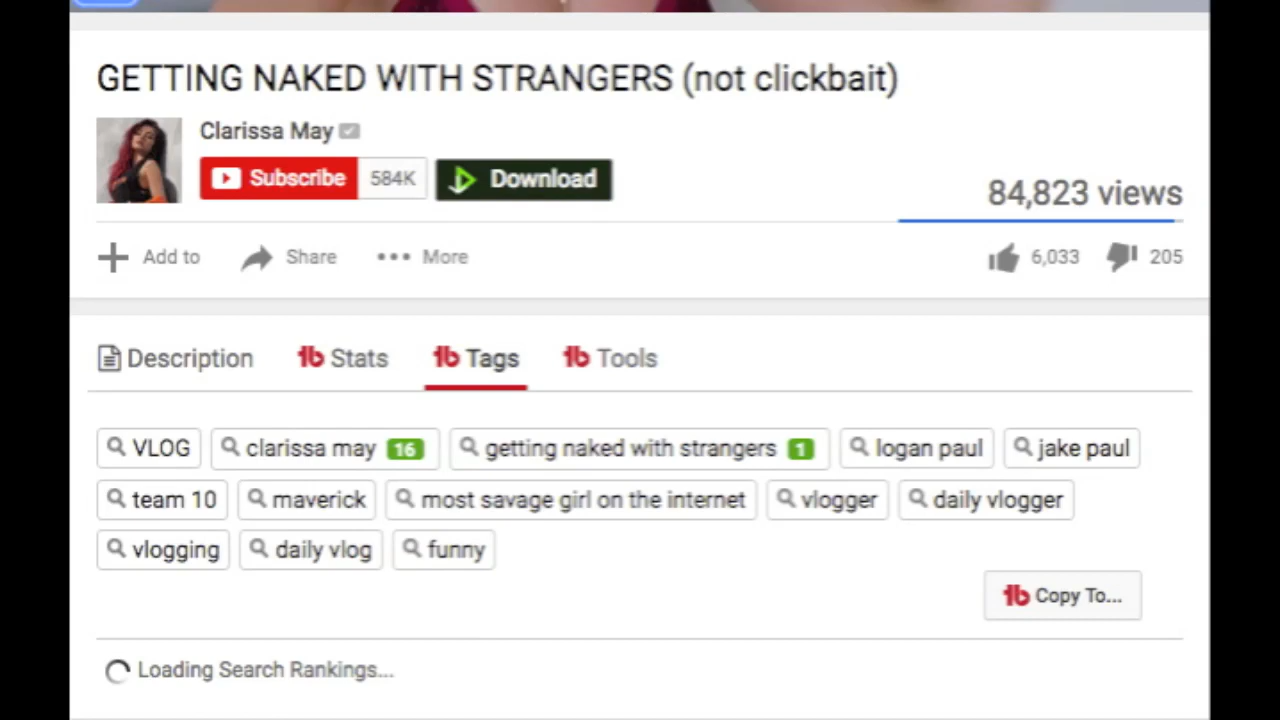 GETTING NAKED WITH STRANGERS (not clickbait)
Clarissa May
Subscribe 584K Download
84,823 views
Add to Share More 6,033 205
Description Stats Tags Tools
VLOG clarissa may 16 getting naked with strangers 1 logan paul jake paul
team 10 maverick most savage girl on the internet vlogger daily vlogger
vlogging daily vlog funny
Copy To...
Loading Search Rankings...